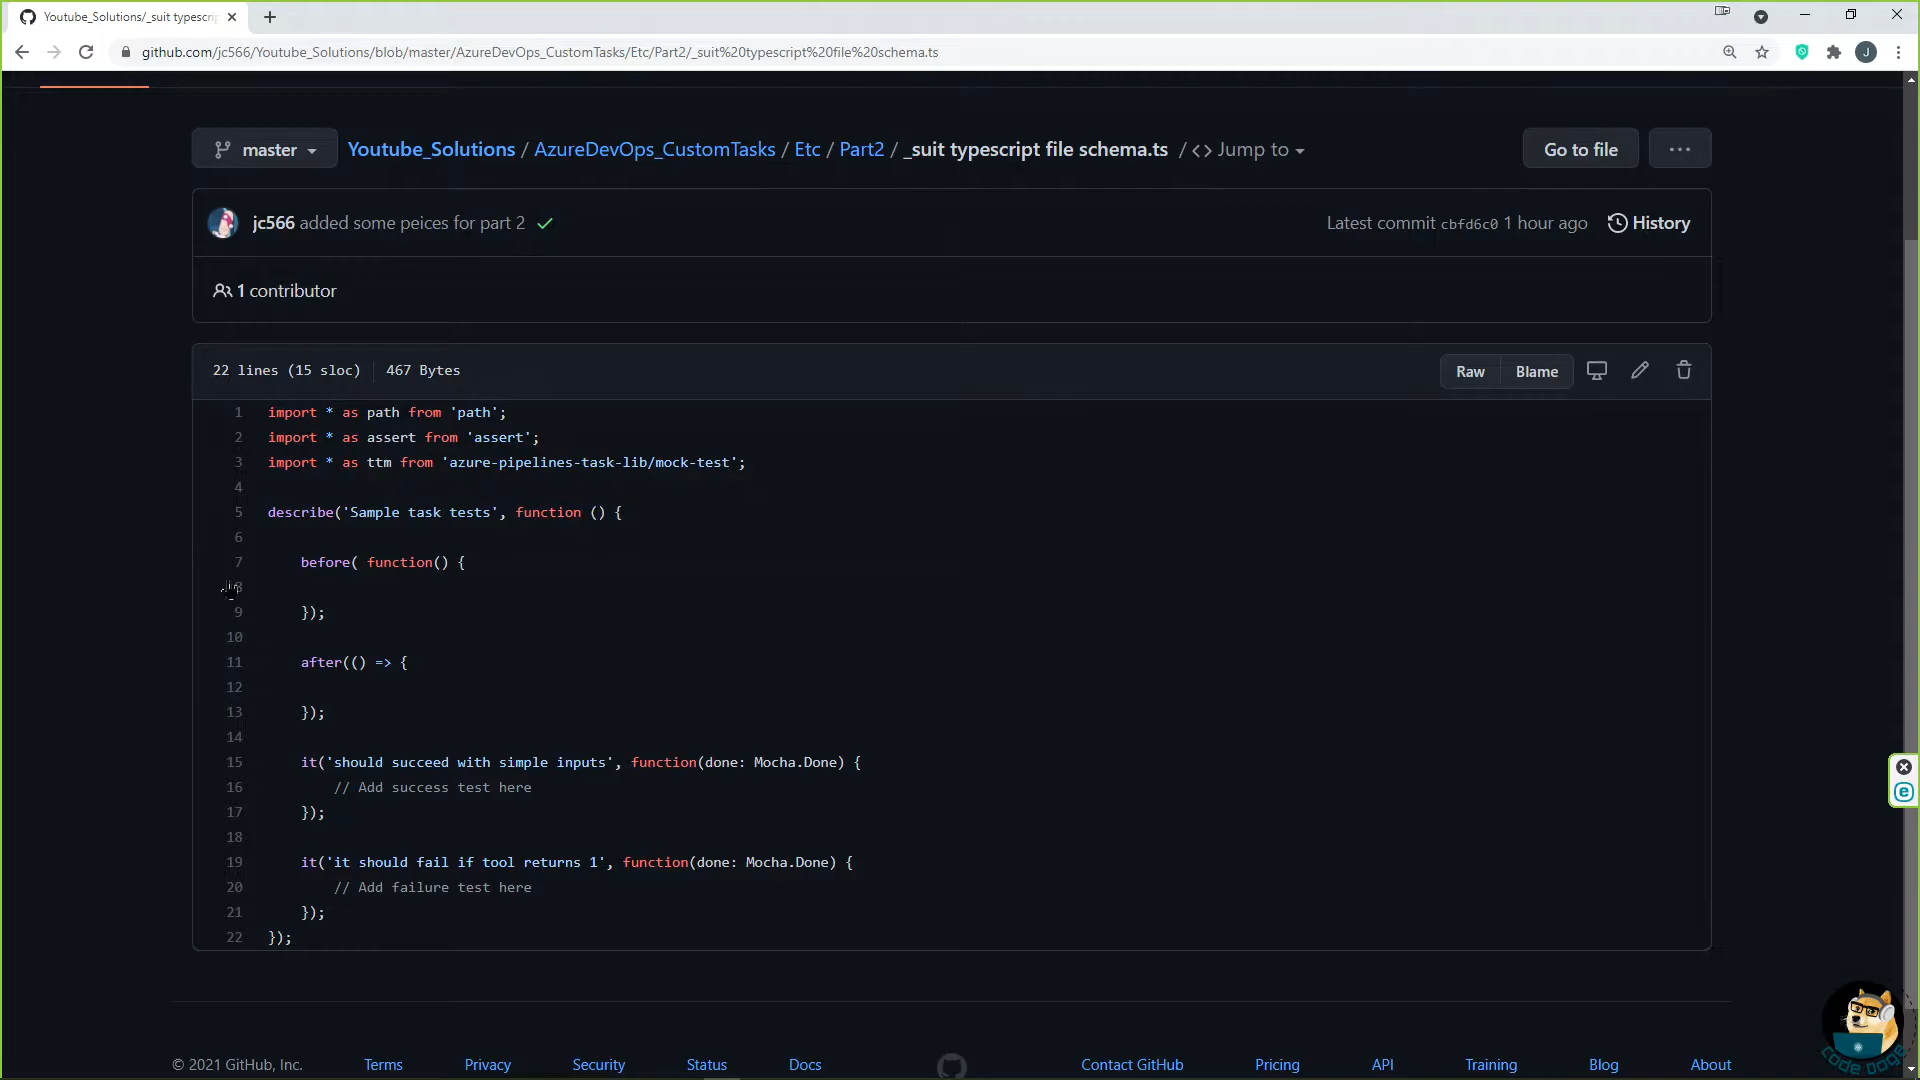 Youtube_Solutions/_suit typescrip
github.com/jc566/Youtube_Solutions/blob/master/AzureDevOps_CustomTasks/Etc/Part2/_suit%20typescript%20file%20schema.ts
J
master
Youtube_Solutions / AzureDevOps_CustomTasks / Etc / Part2 / _suit typescript file schema.ts / <> Jump to
Go to file
...
jc566 added some peices for part 2
Latest commit cbfd6c0 1 hour ago
History
1 contributor
22 lines (15 sloc) | 467 Bytes
Raw
Blame
1 import * as path from 'path';
2 import * as assert from 'assert';
3 import * as ttm from 'azure-pipelines-task-lib/mock-test';
4
5 describe('Sample task tests', function () {
6
7 before( function() {
8
9 });
10
11 after(() => {
12
13 });
14
15 it('should succeed with simple inputs', function(done: Mocha.Done) {
16 // Add success test here
17 });
18
19 it('it should fail if tool returns 1', function(done: Mocha.Done) {
20 // Add failure test here
21 });
22 });
© 2021 GitHub, Inc.
Terms
Privacy
Security
Status
Docs
Contact GitHub
Pricing
API
Training
Blog
About
code Doge